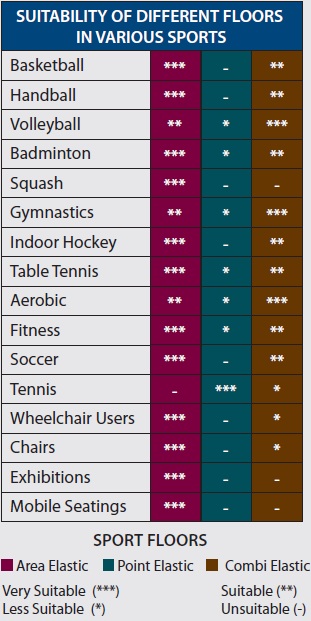 SUITABILITY OF DIFFERENT FLOORS
IN VARIOUS SPORTS
Basketball *** - **
Handball *** - **
Volleyball ** * ***
Badminton *** * **
Squash *** - -
Gymnastics ** * ***
Indoor Hockey *** - **
Table Tennis *** * **
Aerobic ** * ***
Fitness *** * **
Soccer *** - **
Tennis - *** *
Wheelchair Users *** - *
Chairs *** - *
Exhibitions *** - -
Mobile Seatings *** - -
SPORT FLOORS
Area Elastic Point Elastic Combi Elastic
Very Suitable (***) Suitable (**)
Less Suitable (*) Unsuitable (-)